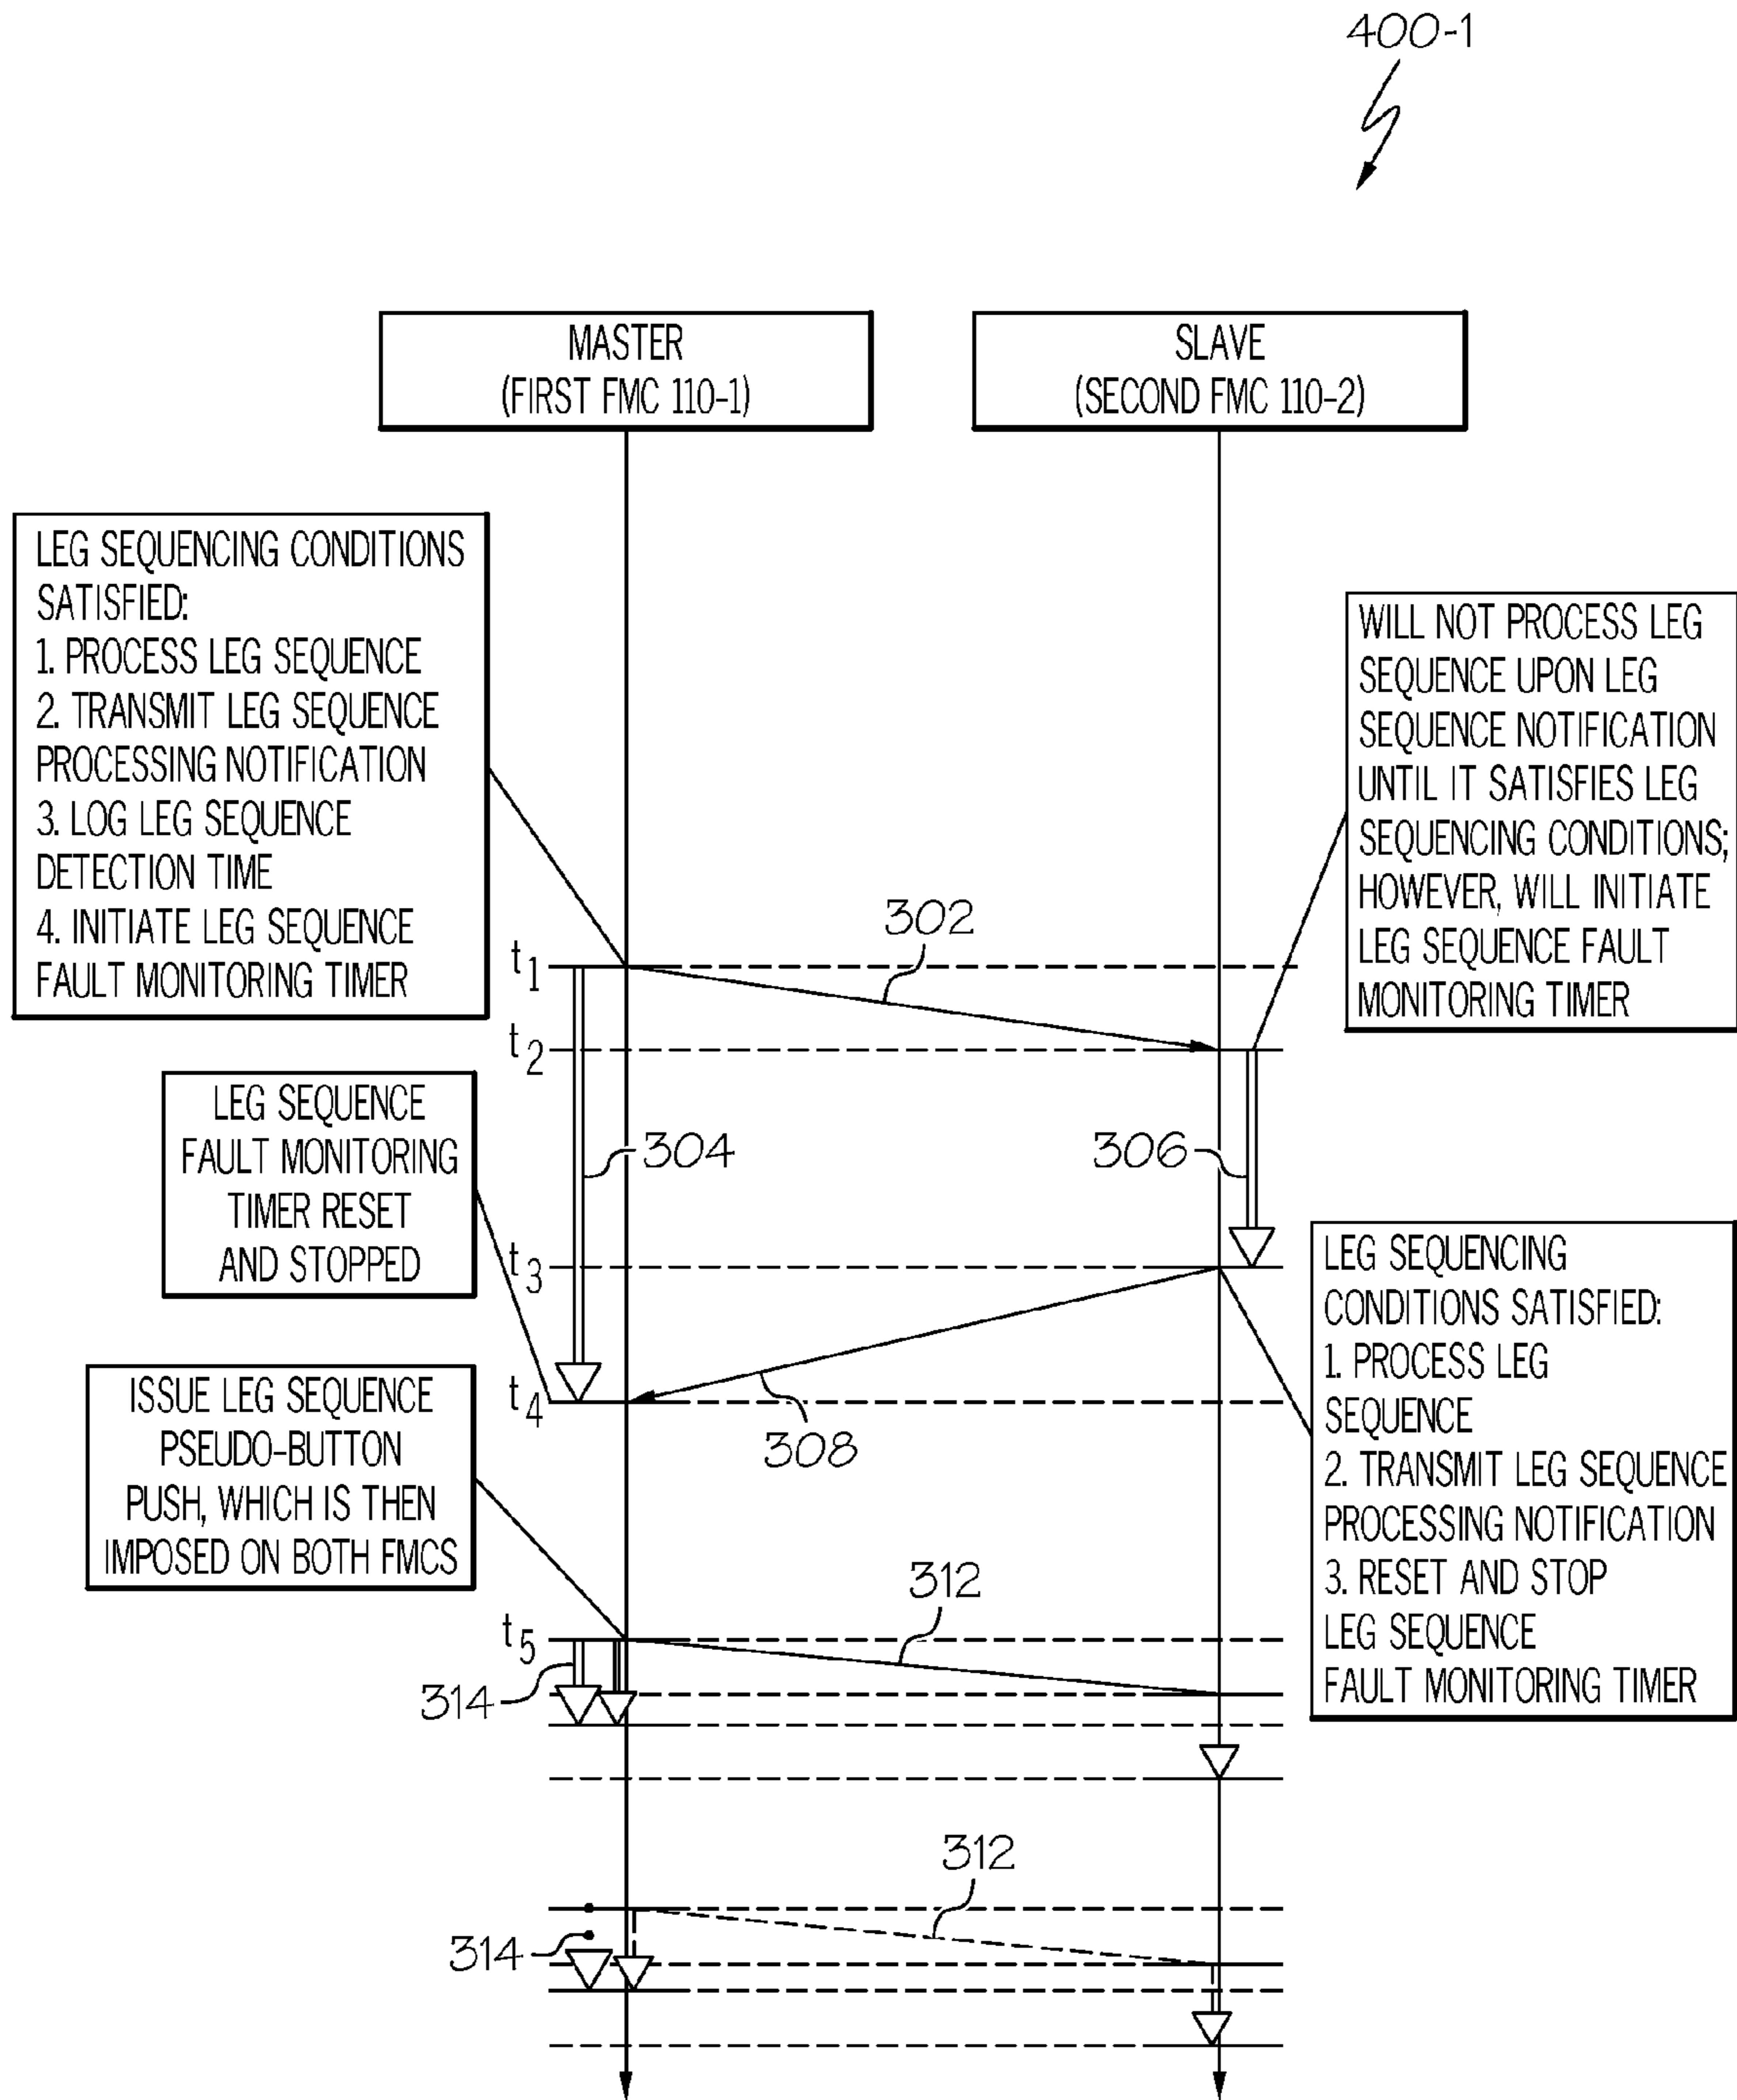 400-1
MASTER
(FIRST FMC 110-1)
SLAVE
(SECOND FMC 110-2)
LEG SEQUENCING CONDITIONS
SATISFIED:
1. PROCESS LEG SEQUENCE
2. TRANSMIT LEG SEQUENCE
PROCESSING NOTIFICATION
3. LOG LEG SEQUENCE
DETECTION TIME
4. INITIATE LEG SEQUENCE
FAULT MONITORING TIMER
WILL NOT PROCESS LEG
SEQUENCE UPON LEG
SEQUENCE NOTIFICATION
UNTIL IT SATISFIES LEG
SEQUENCING CONDITIONS;
HOWEVER, WILL INITIATE
LEG SEQUENCE FAULT
MONITORING TIMER
302
t1
t2
LEG SEQUENCE
FAULT MONITORING
TIMER RESET
AND STOPPED
304
306
t3
LEG SEQUENCING
CONDITIONS SATISFIED:
1. PROCESS LEG
SEQUENCE
2. TRANSMIT LEG SEQUENCE
PROCESSING NOTIFICATION
3. RESET AND STOP
LEG SEQUENCE
FAULT MONITORING TIMER
t4
308
ISSUE LEG SEQUENCE
PSEUDO-BUTTON
PUSH, WHICH IS THEN
IMPOSED ON BOTH FMCS
312
t5
314
312
314